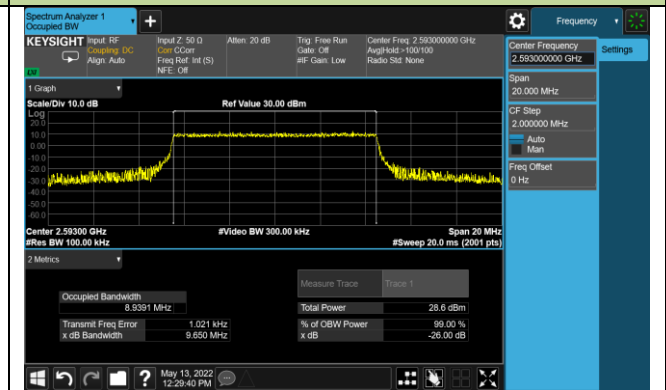 Spectrum Analyzer 1
Occupied BW
Frequency
KEYSIGHT Input: RF
Coupling: DC
Align: Auto
Input Z: 50 Ω
Corr CCorr
Freq Ref: Int (S)
NFE: Off
Atten: 20 dB
Trig: Free Run
Gate: Off
#IF Gain: Low
Center Freq: 2.593000000 GHz
Avg|Hold:>100/100
Radio Std: None
LXI
Center Frequency
2.593000000 GHz
Settings
Span
20.000 MHz
CF Step
2.000000 MHz
Auto
Man
Freq Offset
0 Hz
1 Graph
Scale/Div 10.0 dB
Ref Value 30.00 dBm
Log
20.0
10.0
0.00
-10.0
-20.0
-30.0
-40.0
-50.0
-60.0
Center 2.59300 GHz
#Video BW 300.00 kHz
Span 20 MHz
#Res BW 100.00 kHz
#Sweep 20.0 ms (2001 pts)
2 Metrics
Measure Trace
Trace 1
Occupied Bandwidth
8.9391 MHz
Total Power
28.6 dBm
Transmit Freq Error
1.021 kHz
% of OBW Power
99.00 %
x dB Bandwidth
9.650 MHz
x dB
-26.00 dB
?
May 13, 2022
12:29:40 PM